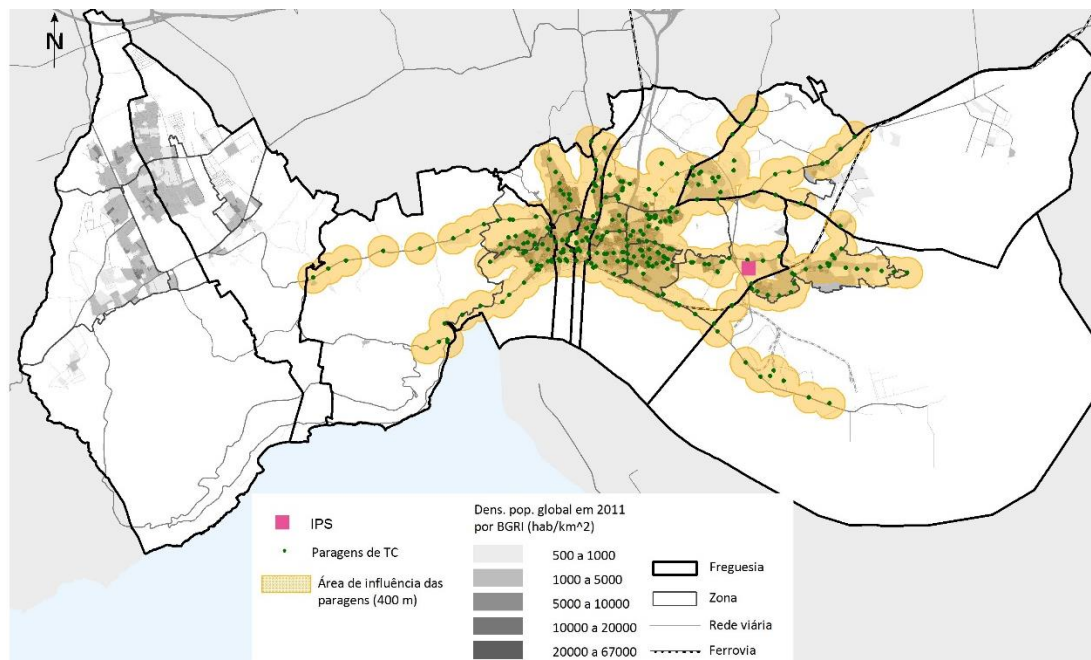 N
IPS
Paragens de TC
Área de influência das
paragens (400 m)
Dens. pop. global em 2011
por BGRI (hab/km^2)
500 a 1000
1000 a 5000
5000 a 10000
10000 a 20000
20000 a 67000
Freguesia
Zona
Rede viária
Ferrovia